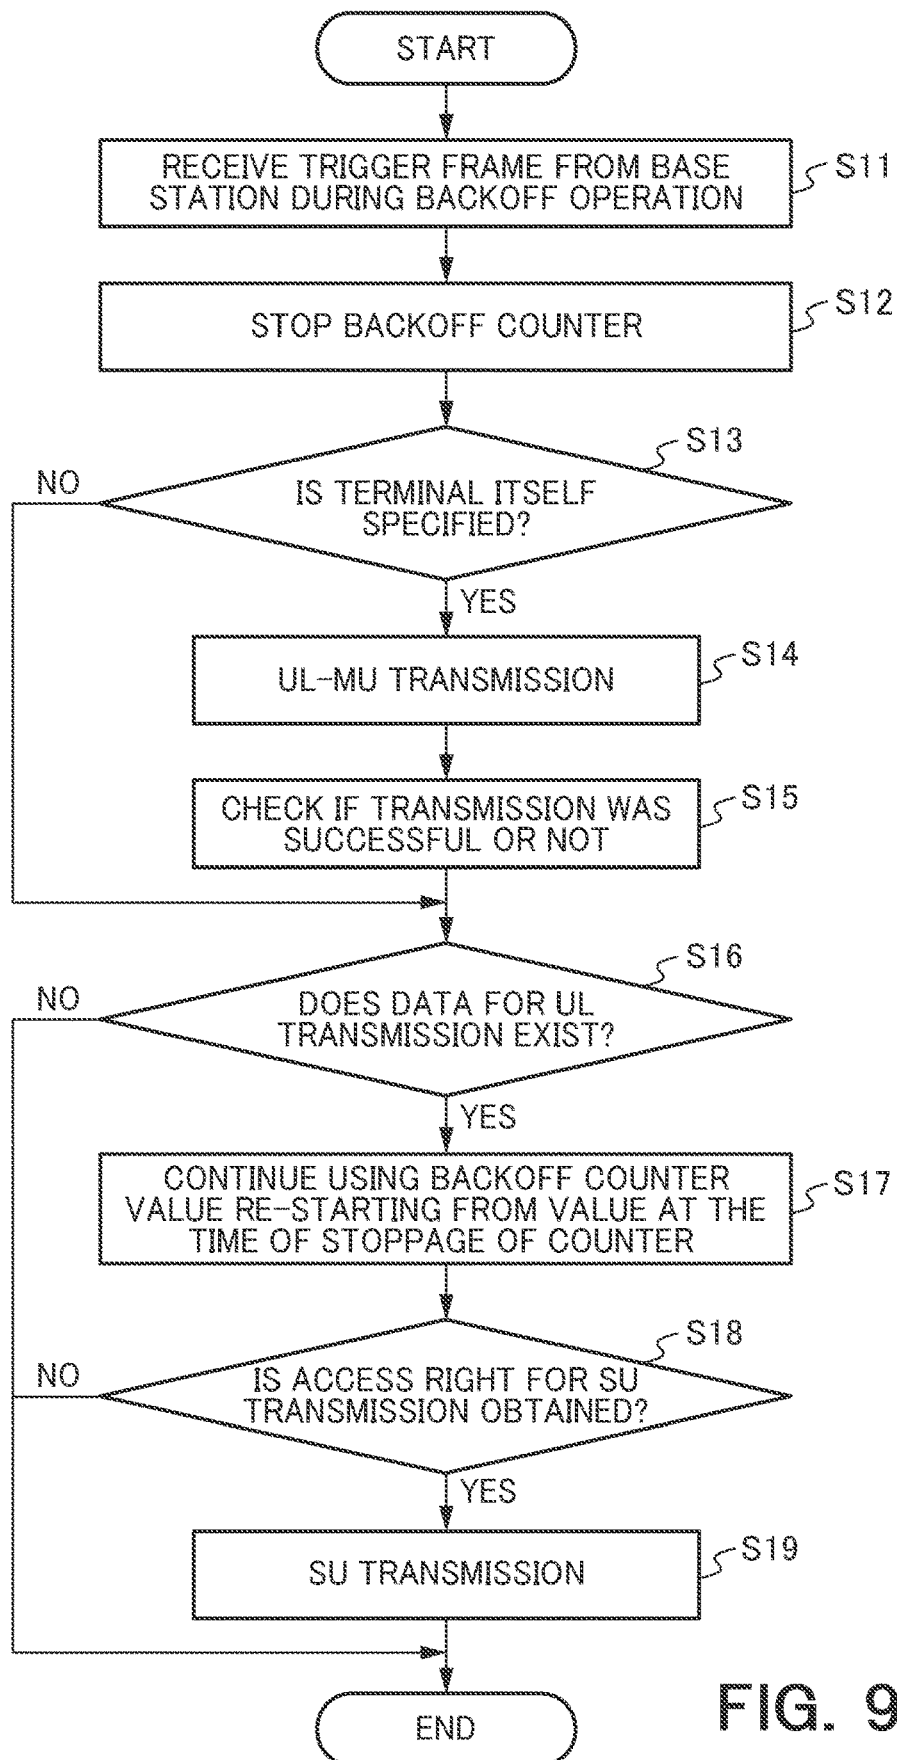 START
RECEIVE TRIGGER FRAME FROM BASE
STATION DURING BACKOFF OPERATION
S11
STOP BACKOFF COUNTER
S12
S13
NO
IS TERMINAL ITSELF
SPECIFIED?
YES
UL-MU TRANSMISSION
S14
CHECK IF TRANSMISSION WAS
SUCCESSFUL OR NOT
S15
S16
NO
DOES DATA FOR UL
TRANSMISSION EXIST?
YES
CONTINUE USING BACKOFF COUNTER
VALUE RE-STARTING FROM VALUE AT THE
TIME OF STOPPAGE OF COUNTER
S17
S18
NO
IS ACCESS RIGHT FOR SU
TRANSMISSION OBTAINED?
YES
SU TRANSMISSION
S19
END
FIG. 9